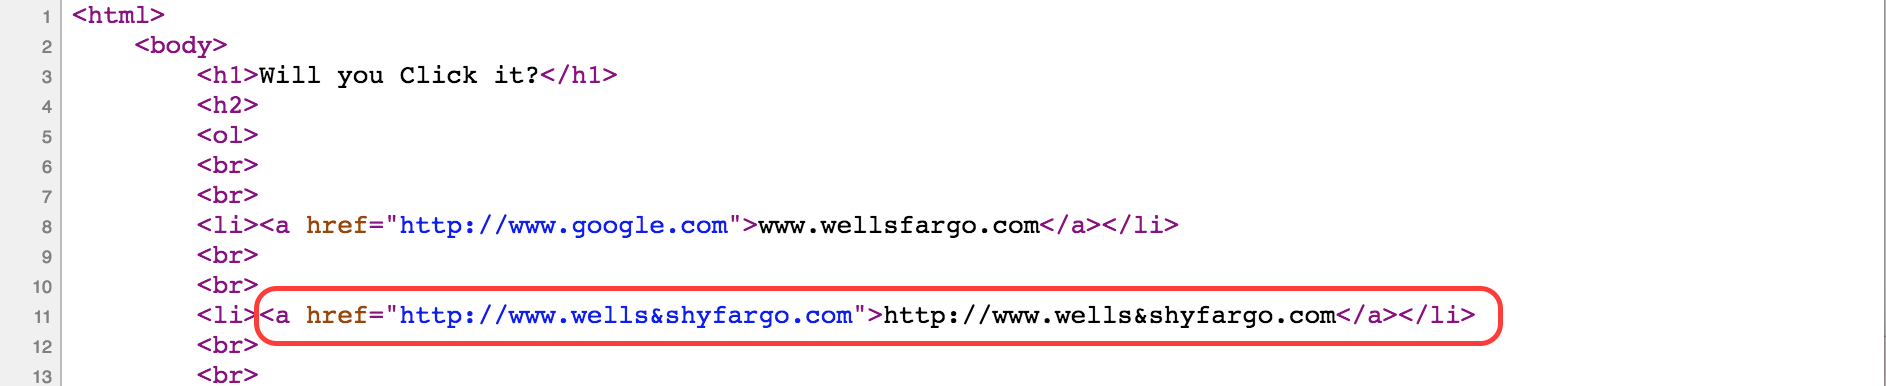 1 <html>
2 <body>
3 <h1>Will you Click it?</h1>
4 <h2>
5 <ol>
6 <br>
7 <br>
8 <li><a href="http://www.google.com">www.wellsfargo.com</a></li>
9 <br>
10 <br>
11 <li><a href="http://www.wells&shyfargo.com">http://www.wells&shyfargo.com</a></li>
12 <br>
13 <br>